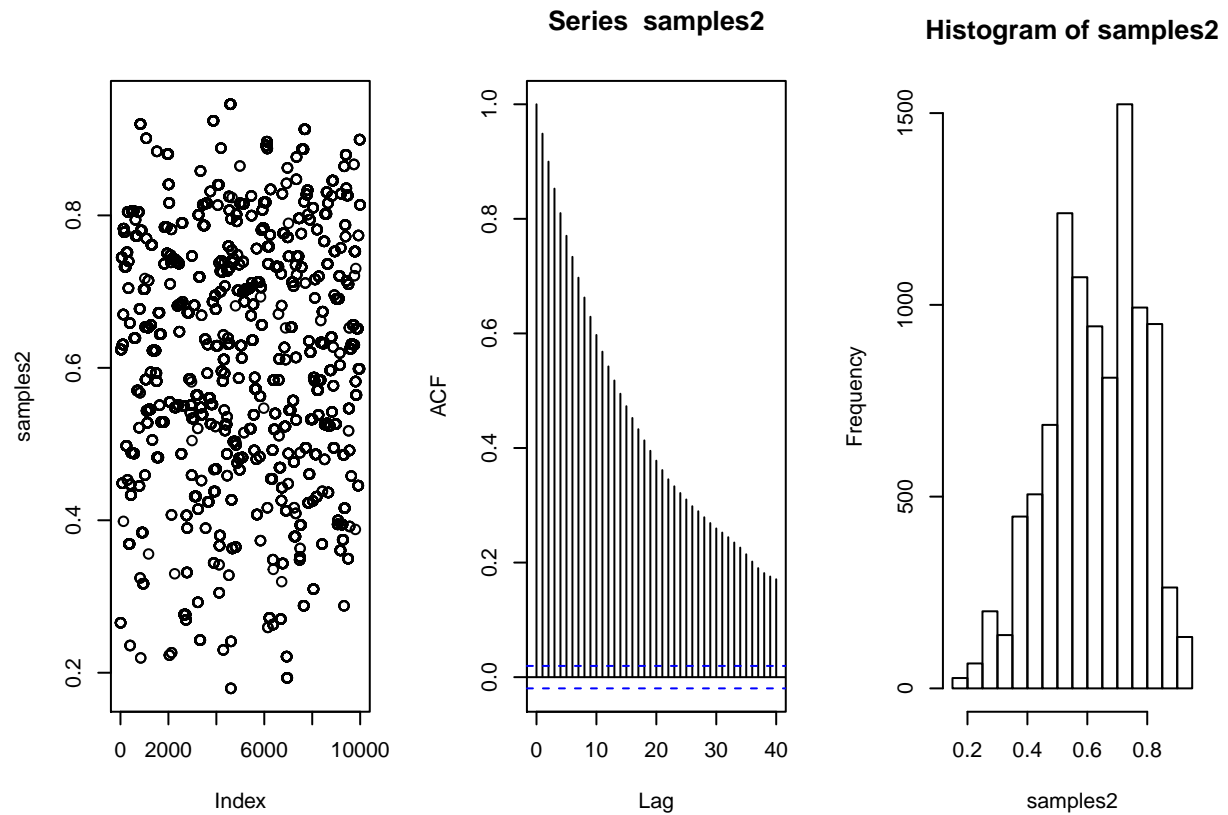 samples2
0.2
0.4
0.6
0.8
0 2000 6000 10000
Index
Series samples2
ACF
0.0
0.2
0.4
0.6
0.8
1.0
0 10 20 30 40
Lag
Histogram of samples2
Frequency
0
500
1000
1500
0.2 0.4 0.6 0.8
samples2